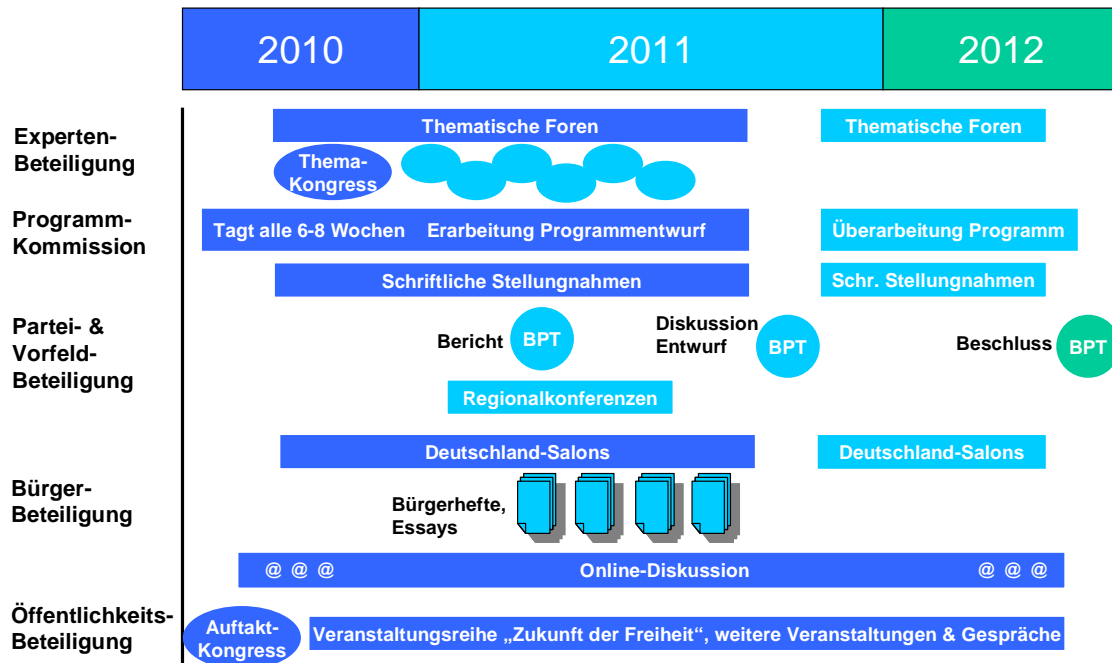 2010
2011
2012
Experten-
Beteiligung
Thematische Foren
Thematische Foren
Thema-
Kongress
Programm-
Kommission
Tagt alle 6-8 Wochen
Erarbeitung Programmentwurf
Überarbeitung Programm
Schriftliche Stellungnahmen
Schr. Stellungnahmen
Partei- &
Vorfeld-
Beteiligung
Bericht
BPT
Diskussion
Entwurf
BPT
Beschluss
BPT
Regionalkonferenzen
Bürger-
Beteiligung
Deutschland-Salons
Deutschland-Salons
Bürgerhefte,
Essays
@ @ @
Online-Diskussion
@ @ @
Öffentlichkeits-
Beteiligung
Auftakt-
Kongress
Veranstaltungsreihe „Zukunft der Freiheit“, weitere Veranstaltungen & Gespräche